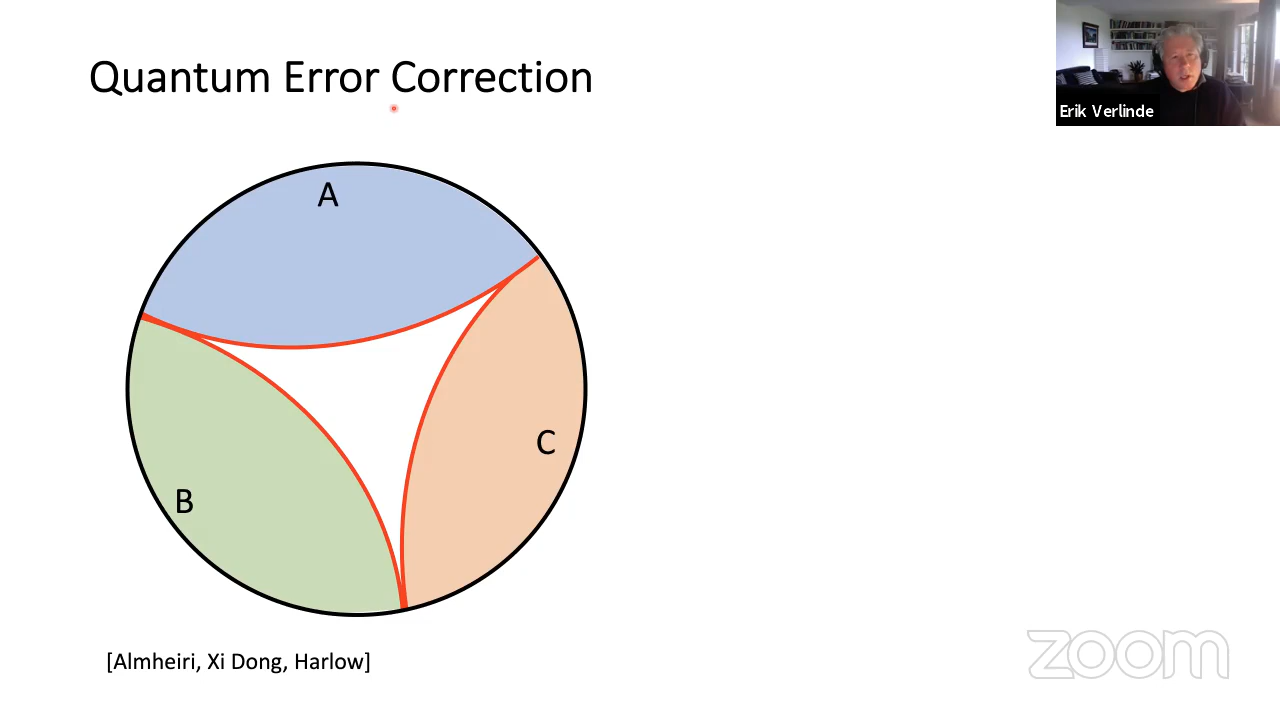 Quantum Error Correction
Erik Verlinde
A
C
B
[Almheiri, Xi Dong, Harlow]
zoom